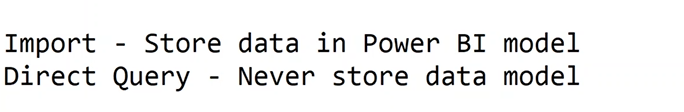 Import - Store data in Power BI model
Direct Query - Never store data model